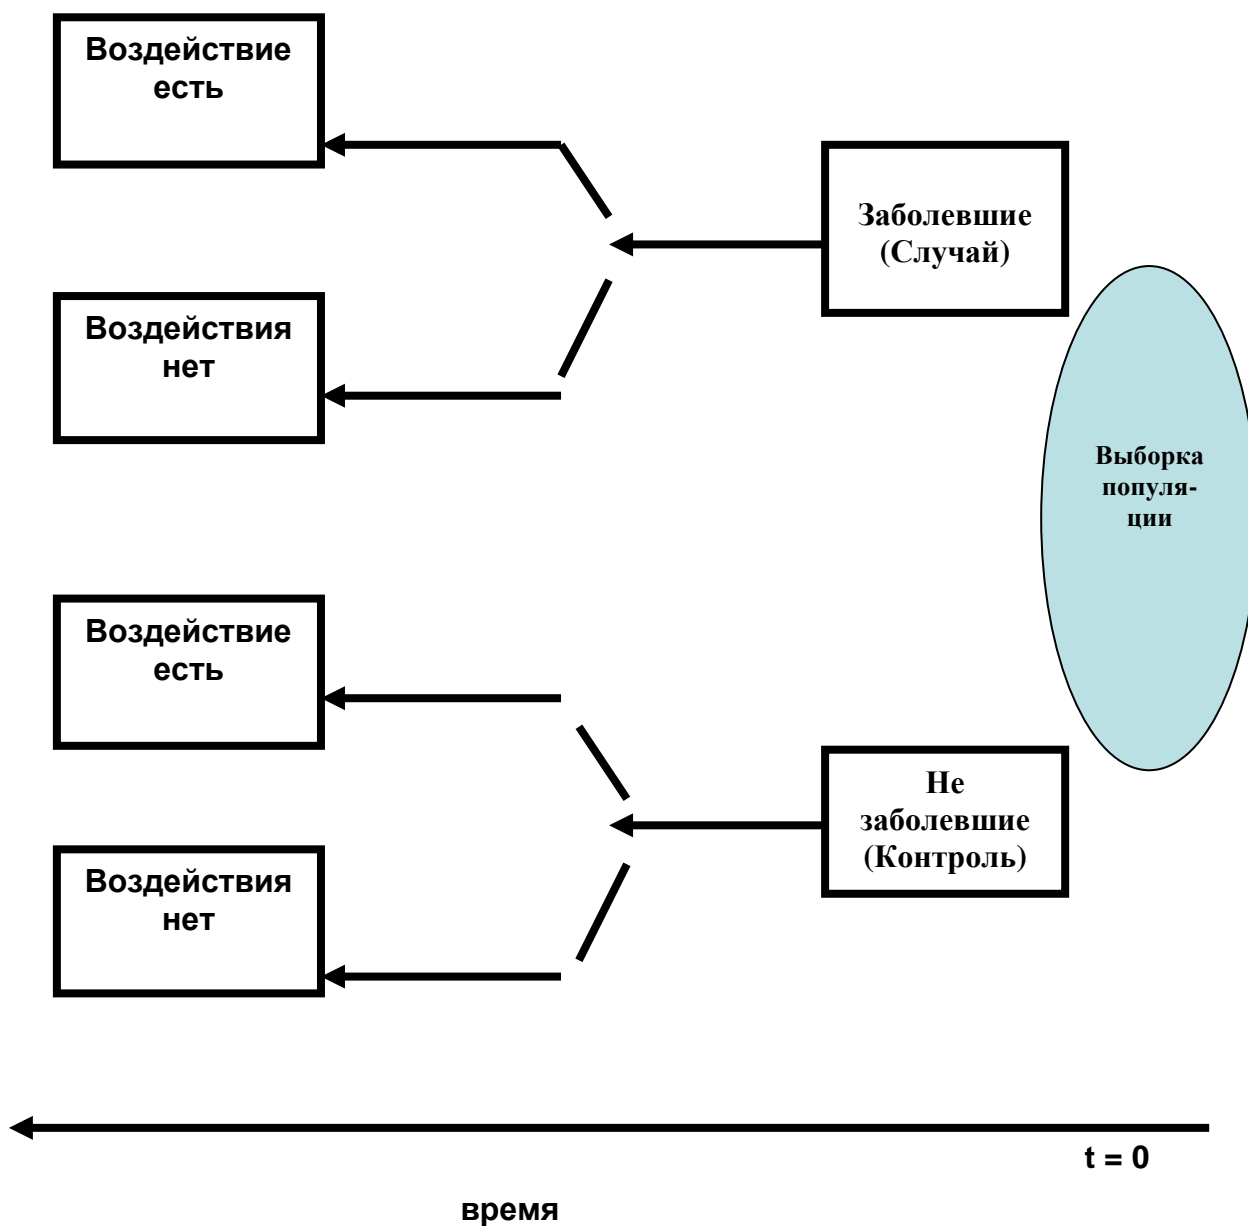 Воздействие
есть
Заболевшие
(Случай)
Воздействия
нет
Выборка
популя-
ции
Воздействие
есть
Не
заболевшие
(Контроль)
Воздействия
нет
t = 0
время